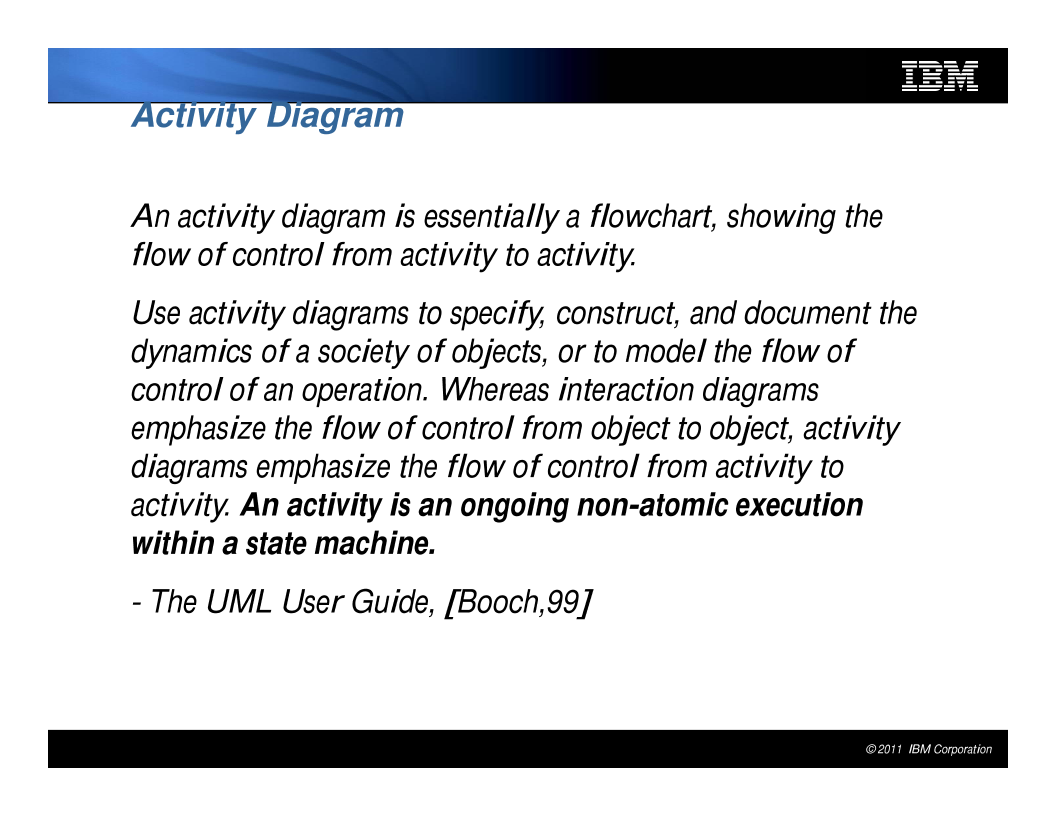 IBM
Activity Diagram
An activity diagram is essentially a flowchart, showing the
flow of control from activity to activity.
Use activity diagrams to specify, construct, and document the
dynamics of a society of objects, or to model the flow of
control of an operation. Whereas interaction diagrams
emphasize the flow of control from object to object, activity
diagrams emphasize the flow of control from activity to
activity. An activity is an ongoing non-atomic execution
within a state machine.
- The UML User Guide, [Booch,99]
© 2011 IBM Corporation